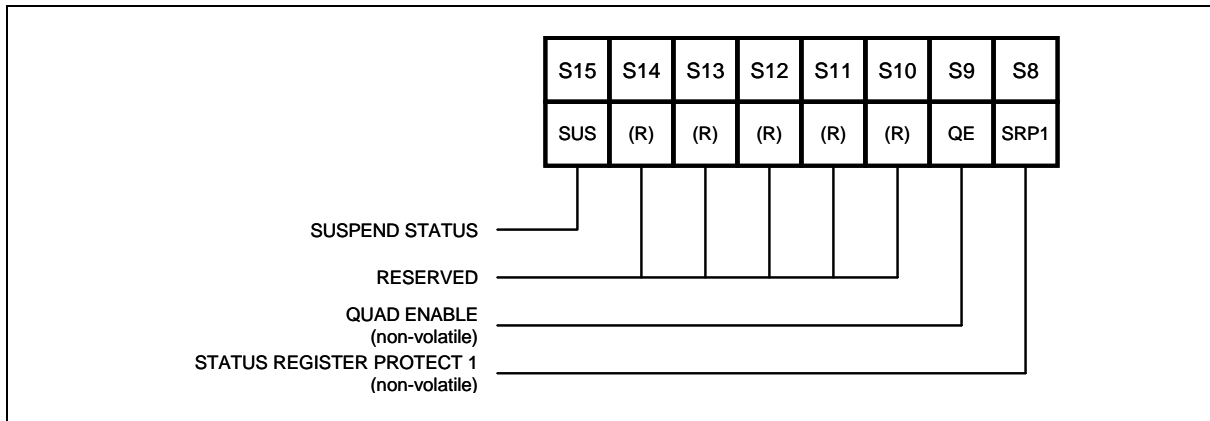 S15 S14 S13 S12 S11 S10 S9 S8
SUS (R) (R) (R) (R) (R) QE SRP1
SUSPEND STATUS
RESERVED
QUAD ENABLE
(non-volatile)
STATUS REGISTER PROTECT 1
(non-volatile)